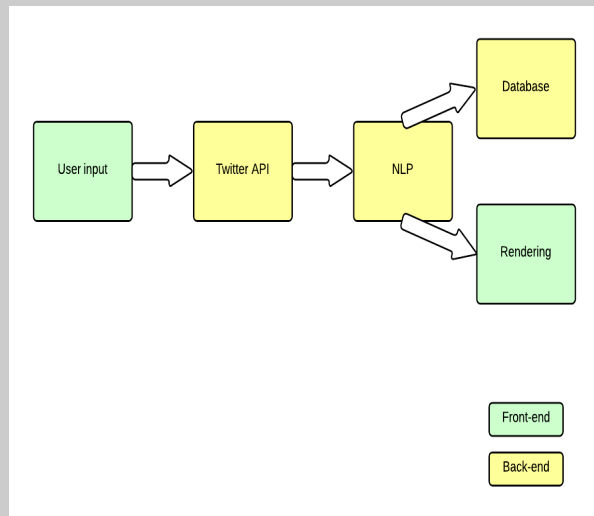 User input
Twitter API
NLP
Database
Rendering
Front-end
Back-end